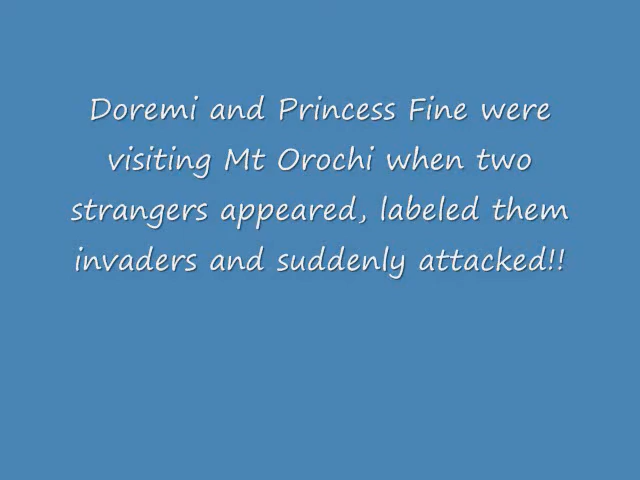 Doremi and Princess Fine were
visiting Mt Orochi when two
strangers appeared, labeled them
invaders and suddenly attacked!!